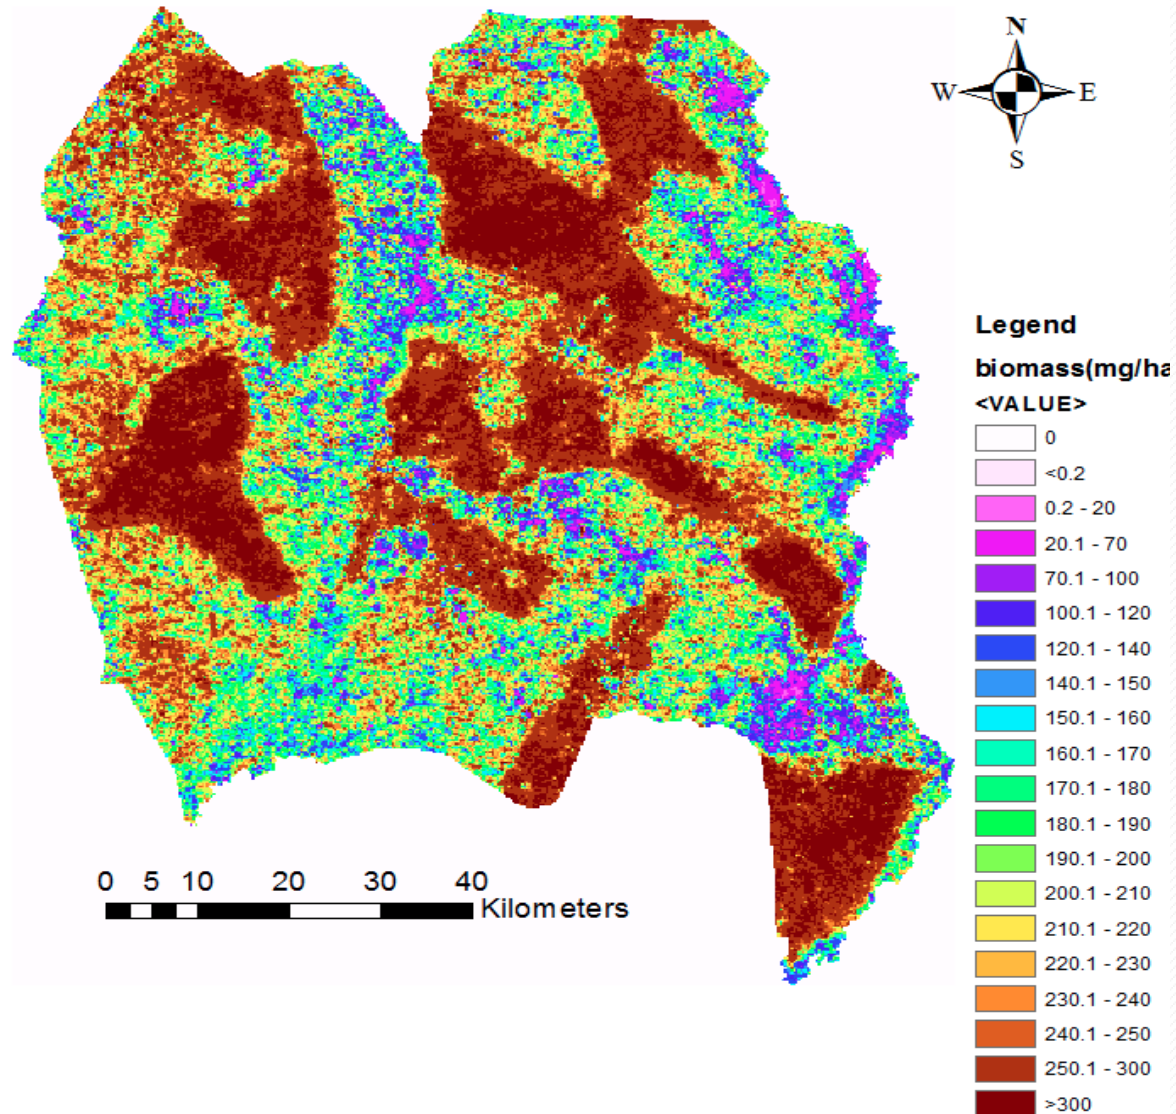 N
W E
S
Legend
biomass(mg/ha
<VALUE>
0
<0.2
0.2 - 20
20.1 - 70
70.1 - 100
100.1 - 120
120.1 - 140
140.1 - 150
150.1 - 160
160.1 - 170
170.1 - 180
180.1 - 190
190.1 - 200
200.1 - 210
210.1 - 220
220.1 - 230
230.1 - 240
240.1 - 250
250.1 - 300
>300
0 5 10 20 30 40
Kilometers